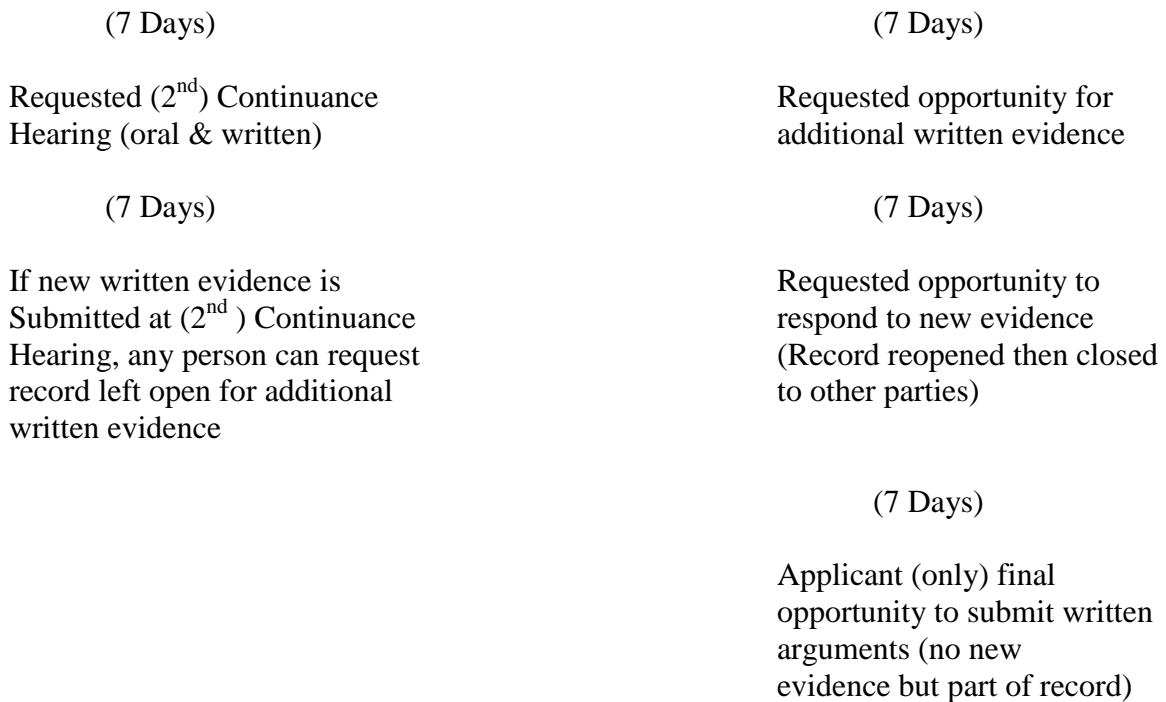 (7 Days)
(7 Days)
Requested (2nd) Continuance
Hearing (oral & written)
Requested opportunity for
additional written evidence
(7 Days)
(7 Days)
If new written evidence is
Submitted at (2nd ) Continuance
Hearing, any person can request
record left open for additional
written evidence
Requested opportunity to
respond to new evidence
(Record reopened then closed
to other parties)
(7 Days)
Applicant (only) final
opportunity to submit written
arguments (no new
evidence but part of record)